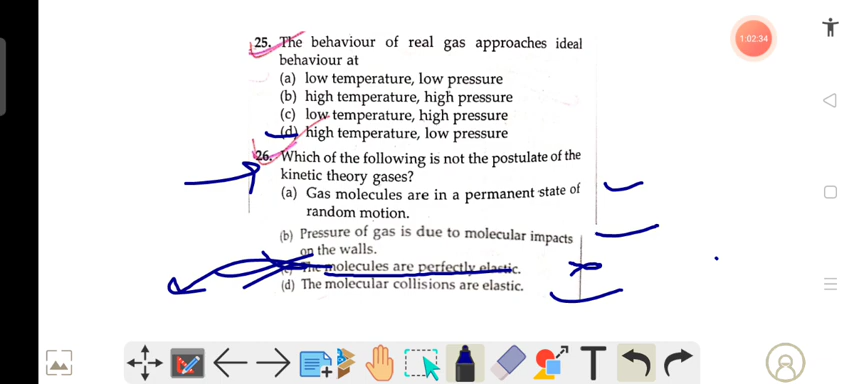 1:02:34
25. The behaviour of real gas approaches ideal
behaviour at
(a) low temperature, low pressure
(b) high temperature, high pressure
(c) low temperature, high pressure
(d) high temperature, low pressure
26. Which of the following is not the postulate of the
kinetic theory gases?
(a) Gas molecules are in a permanent state of
random motion.
(b) Pressure of gas is due to molecular impacts
on the walls.
(c) The molecules are perfectly elastic.
(d) The molecular collisions are elastic.
T